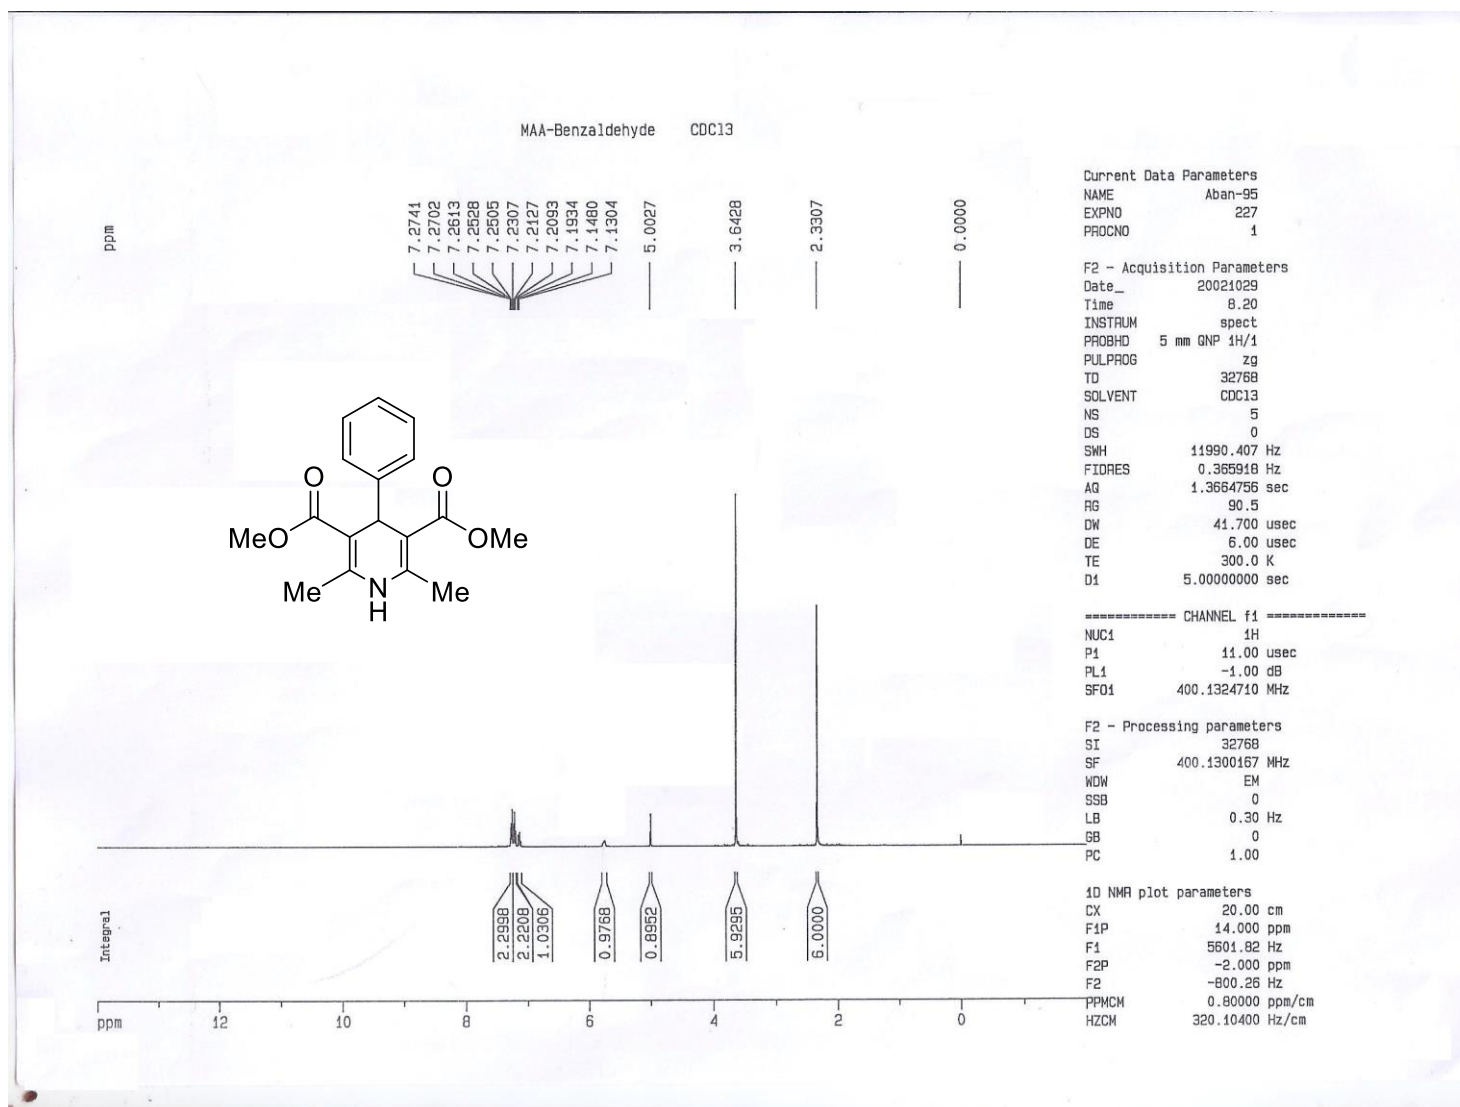 MAA-Benzaldehyde CDCl3
ppm
7.2741
7.2702
7.2613
7.2528
7.2505
7.2307
7.2127
7.2093
7.1934
7.1480
7.1304
5.0027
3.6428
2.3307
0.0000
O O
MeO OMe
Me N Me
H
Integral
2.2998
2.2208
1.0306
0.9768
0.8952
5.9295
6.0000
ppm 12 10 8 6 4 2 0
Current Data Parameters
NAME Aban-95
EXPNO 227
PROCNO 1
F2 - Acquisition Parameters
Date_ 20021029
Time 8.20
INSTRUM spect
PROBHD 5 mm QNP 1H/1
PULPROG zg
TD 32768
SOLVENT CDCl3
NS 5
DS 0
SWH 11990.407 Hz
FIDRES 0.365918 Hz
AQ 1.3664756 sec
RG 90.5
DW 41.700 usec
DE 6.00 usec
TE 300.0 K
D1 5.00000000 sec
============ CHANNEL f1 =============
NUC1 1H
P1 11.00 usec
PL1 -1.00 dB
SFO1 400.1324710 MHz
F2 - Processing parameters
SI 32768
SF 400.1300167 MHz
WDW EM
SSB 0
LB 0.30 Hz
GB 0
PC 1.00
1D NMR plot parameters
CX 20.00 cm
F1P 14.000 ppm
F1 5601.82 Hz
F2P -2.000 ppm
F2 -800.26 Hz
PPMCM 0.80000 ppm/cm
HZCM 320.10400 Hz/cm